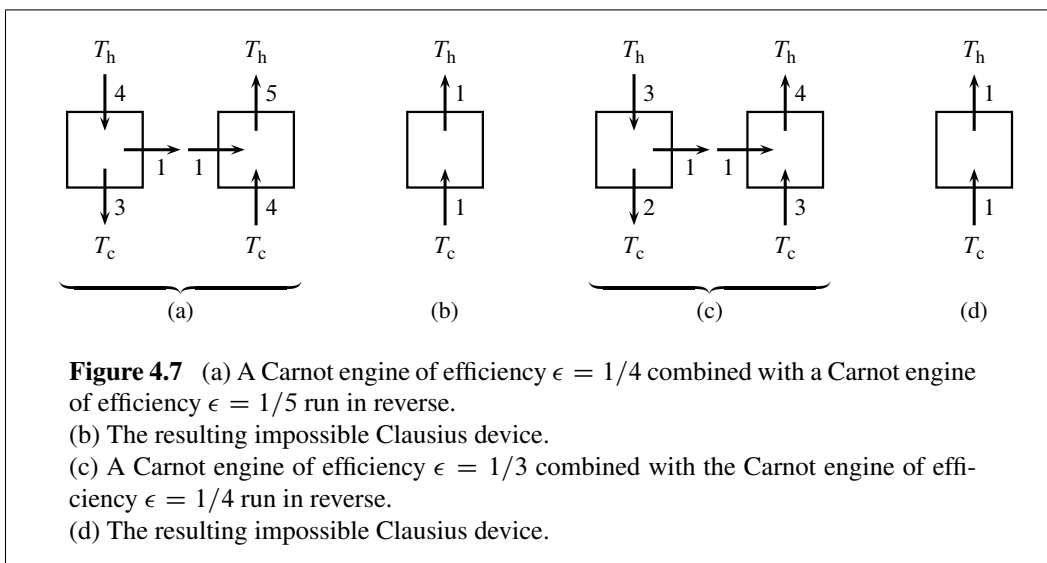 T_h T_h T_h T_h T_h T_h
4 5 1 3 4 1
1 1 1 1
3 4 1 2 3 1
T_c T_c T_c T_c T_c T_c
(a) (b) (c) (d)
Figure 4.7 (a) A Carnot engine of efficiency ϵ = 1/4 combined with a Carnot engine
of efficiency ϵ = 1/5 run in reverse.
(b) The resulting impossible Clausius device.
(c) A Carnot engine of efficiency ϵ = 1/3 combined with the Carnot engine of effi-
ciency ϵ = 1/4 run in reverse.
(d) The resulting impossible Clausius device.